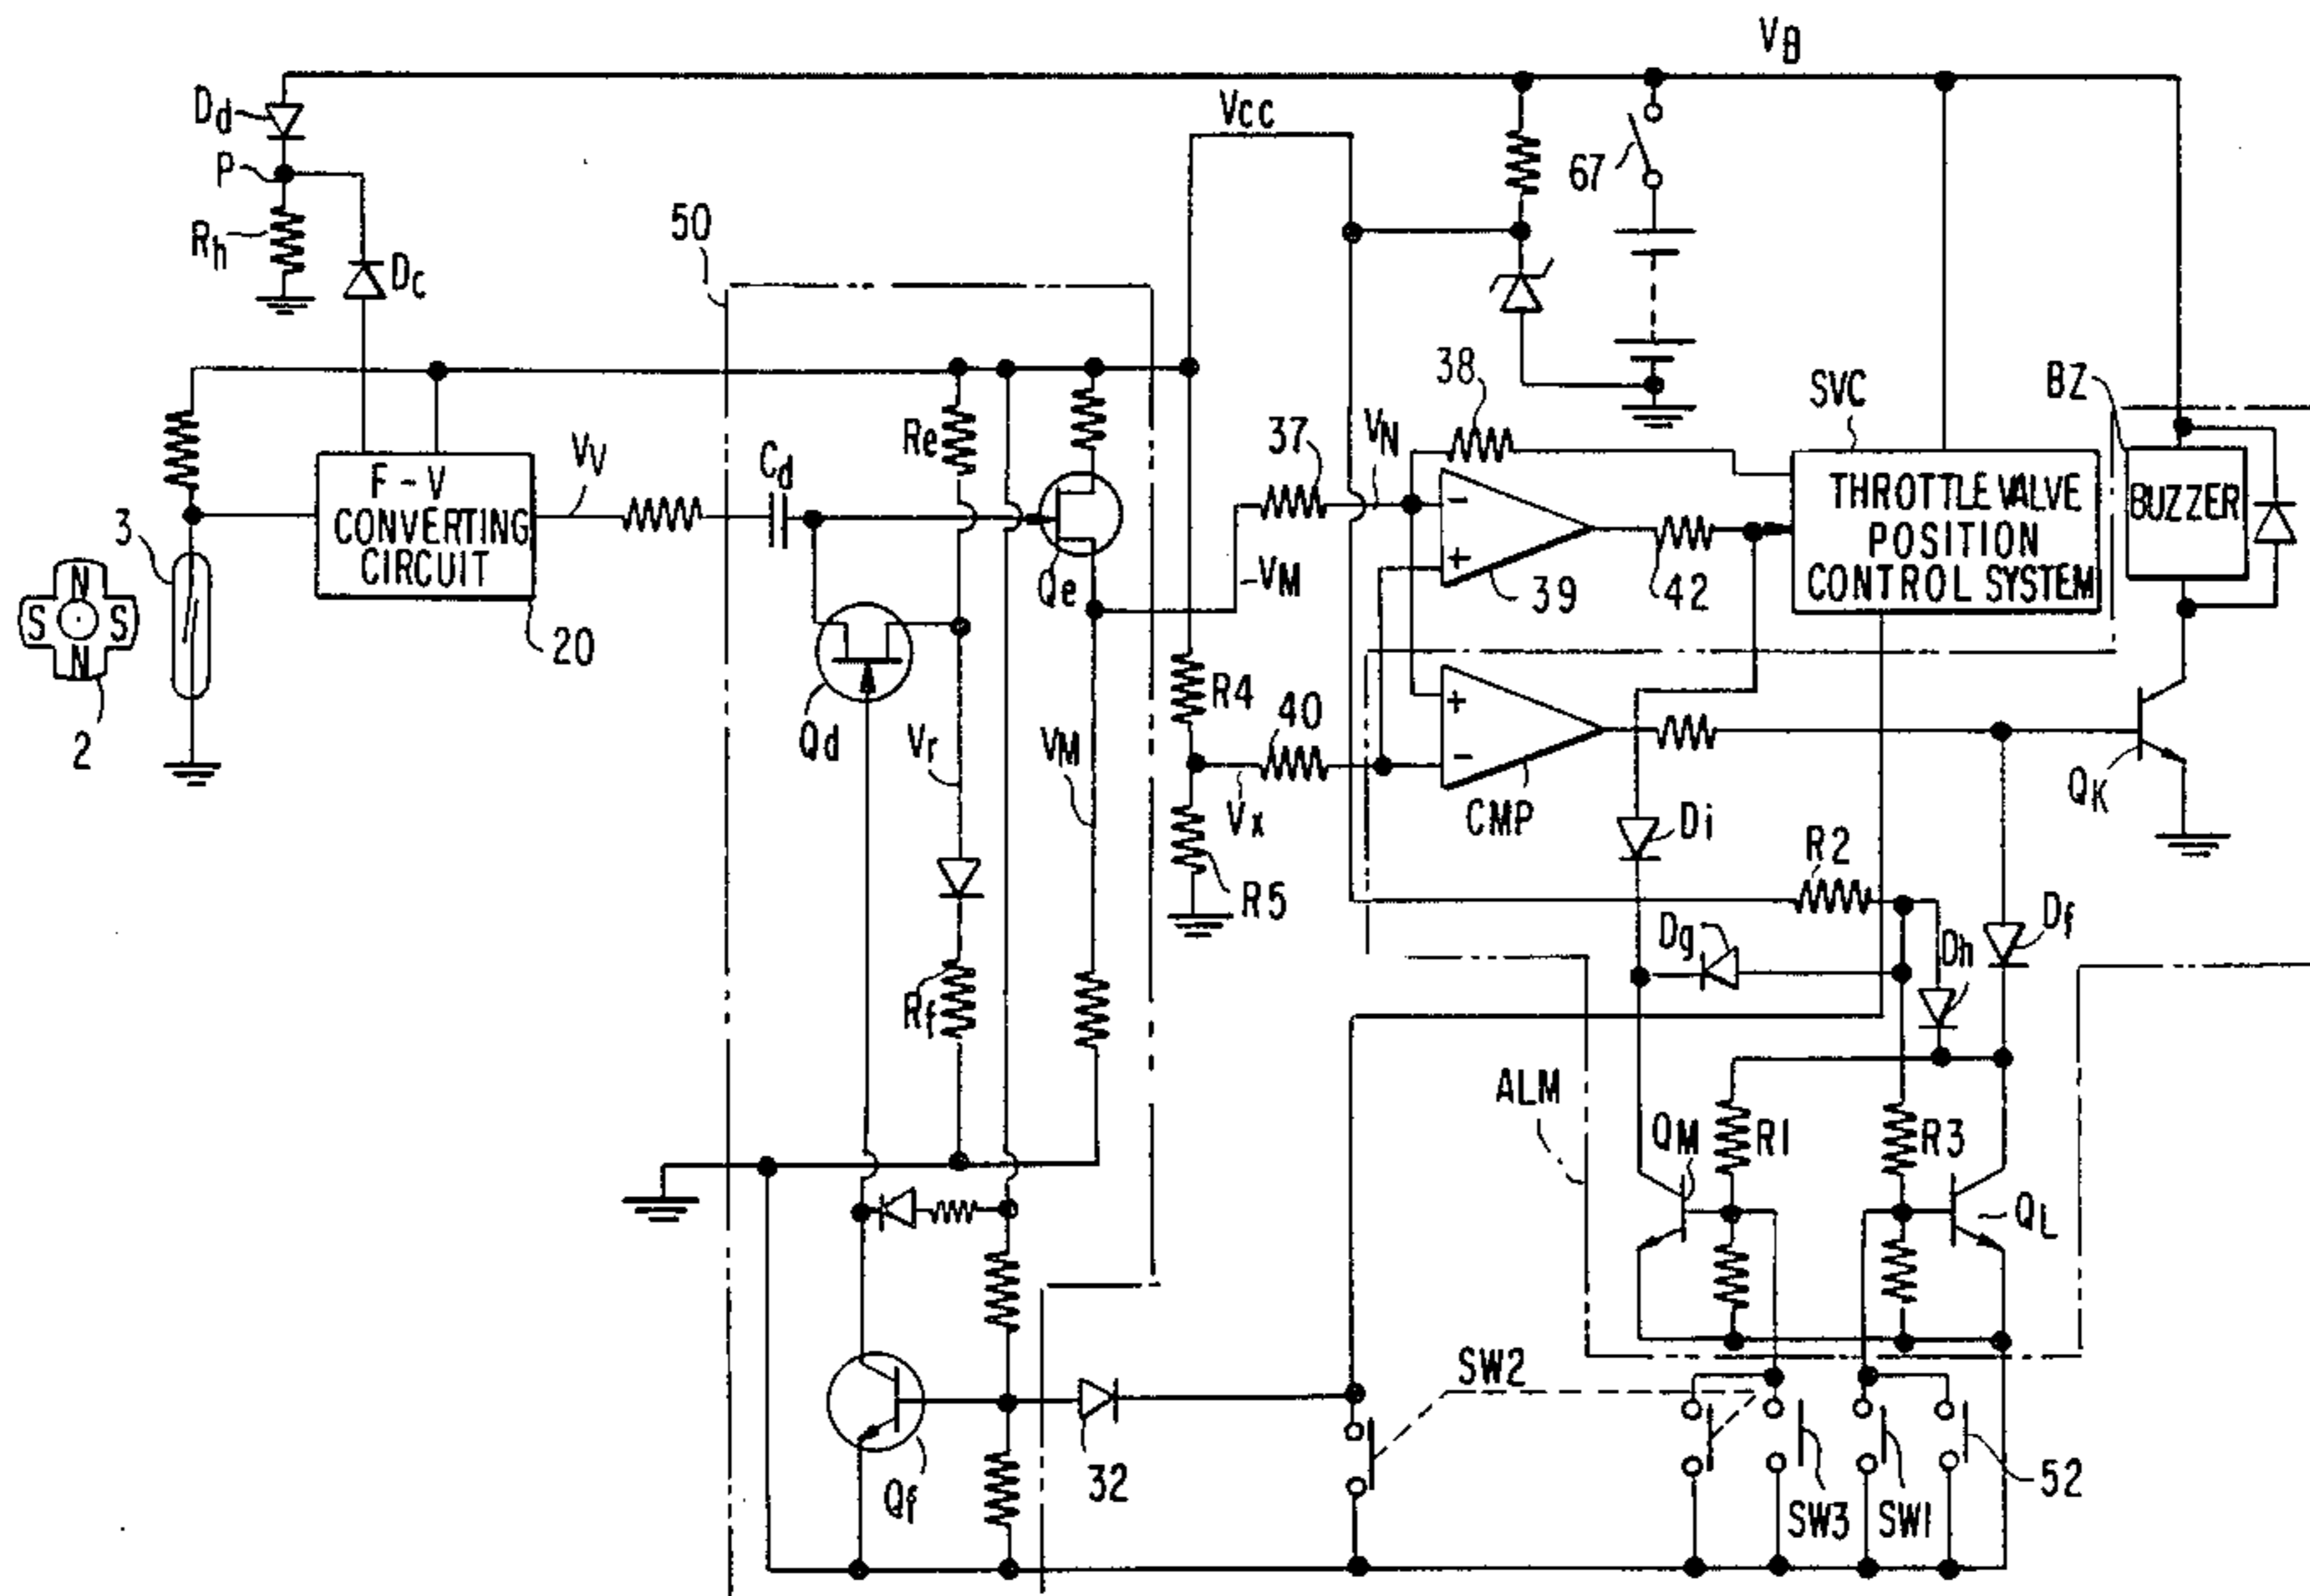 VB
Dd
Vcc
P
67
Rh
50
Dc
38
SVC
BZ
Re
37
VN
VV
Cd
F-V
CONVERTING
CIRCUIT
THROTTLE VALVE
POSITION
CONTROL SYSTEM
BUZZER
3
N
S S
N
2
20
Qe
-VM
39
42
Qd
Vr
VM
R4
40
Vx
CMP
QK
Di
R2
R5
Dg
Dh
Df
Rf
ALM
QM
R1
R3
QL
SW2
32
Qf
SW3
SW1
52